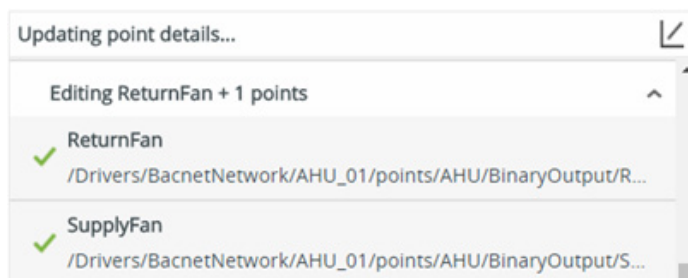 Updating point details...
Editing ReturnFan + 1 points
ReturnFan
/Drivers/BacnetNetwork/AHU_01/points/AHU/BinaryOutput/R...
SupplyFan
/Drivers/BacnetNetwork/AHU_01/points/AHU/BinaryOutput/S...